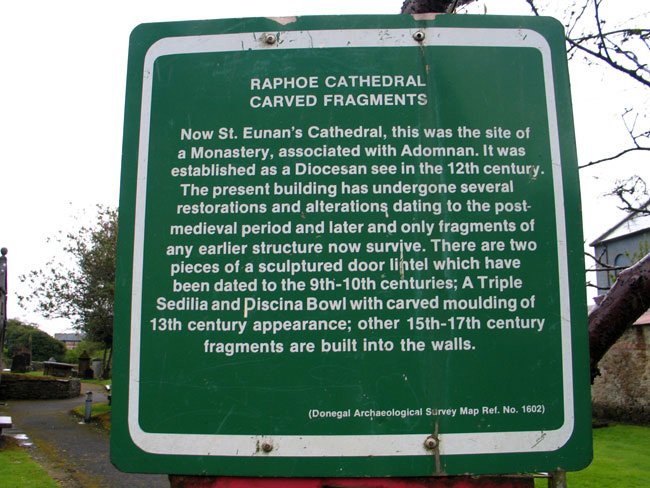 RAPHOE CATHEDRAL
CARVED FRAGMENTS
Now St. Eunan's Cathedral, this was the site of
a Monastery, associated with Adomnan. It was
established as a Diocesan see in the 12th century.
The present building has undergone several
restorations and alterations dating to the post-
medieval period and later and only fragments of
any earlier structure now survive. There are two
pieces of a sculptured door lintel which have
been dated to the 9th-10th centuries; A Triple
Sedilia and Piscina Bowl with carved moulding of
13th century appearance; other 15th-17th century
fragments are built into the walls.
(Donegal Archaeological Survey Map Ref. No. 1602)